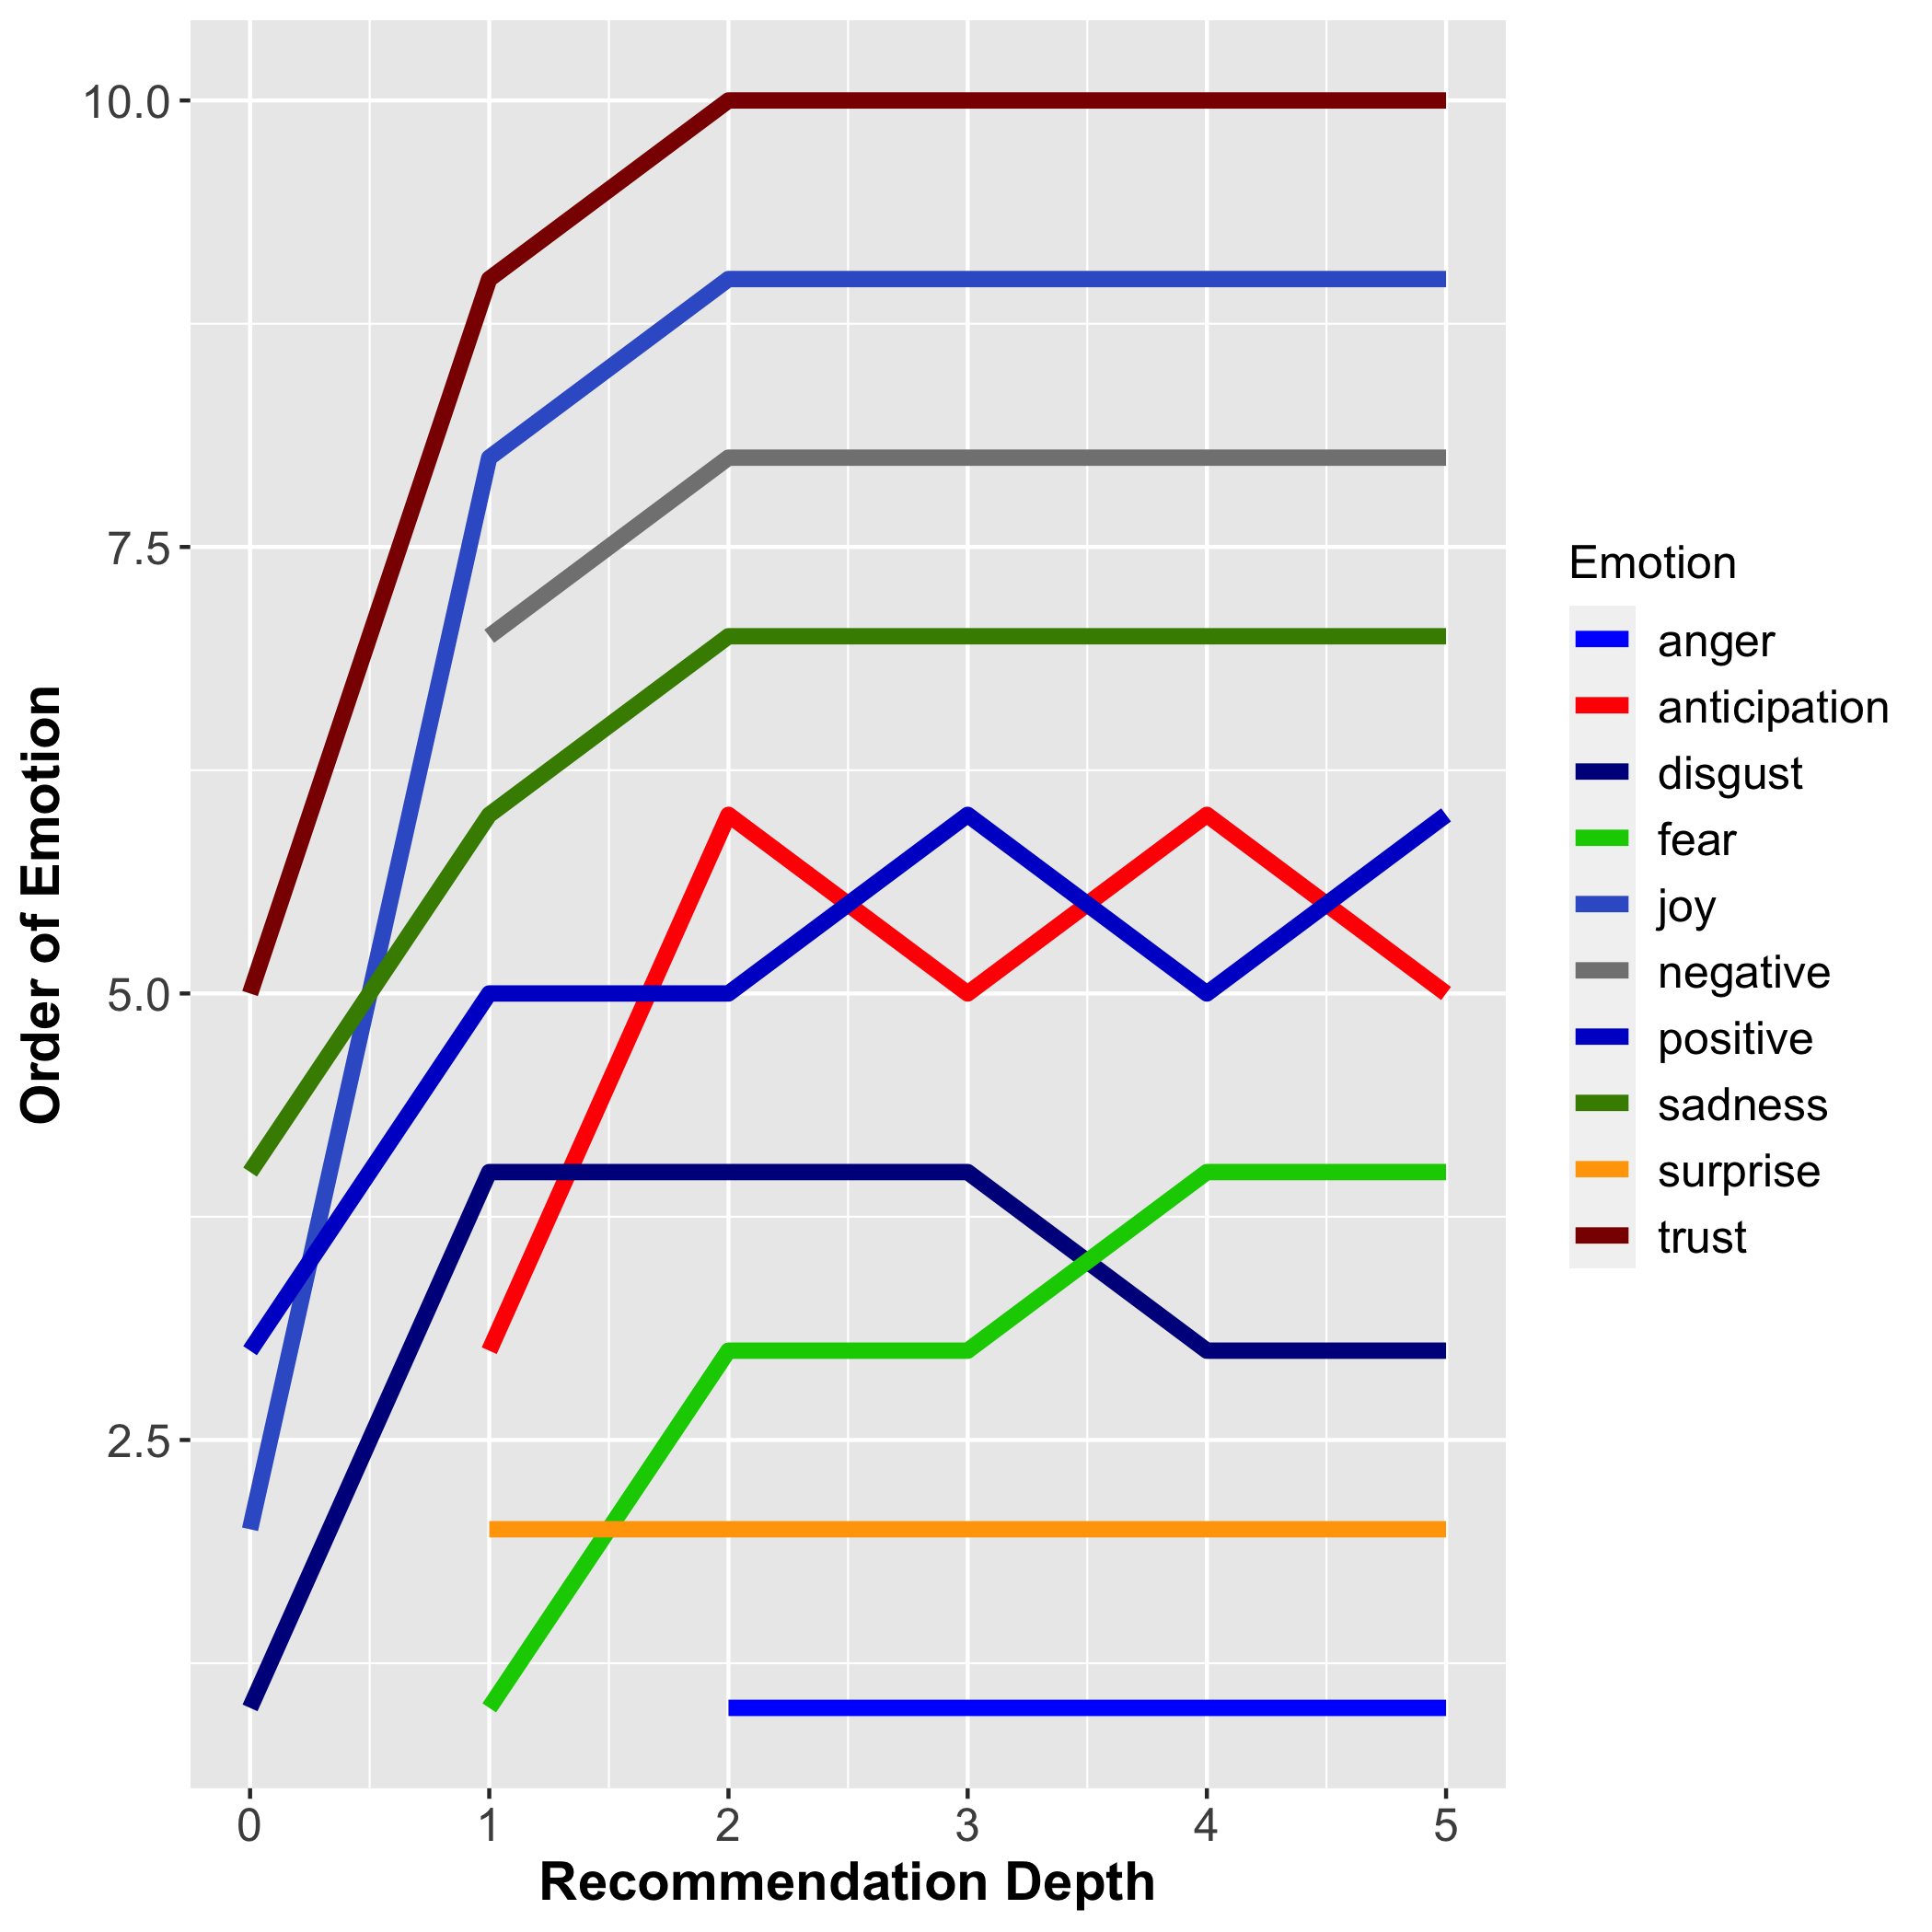 10.0
7.5
5.0
2.5
Order of Emotion
0 1 2 3 4 5
Recommendation Depth
Emotion
anger
anticipation
disgust
fear
joy
negative
positive
sadness
surprise
trust